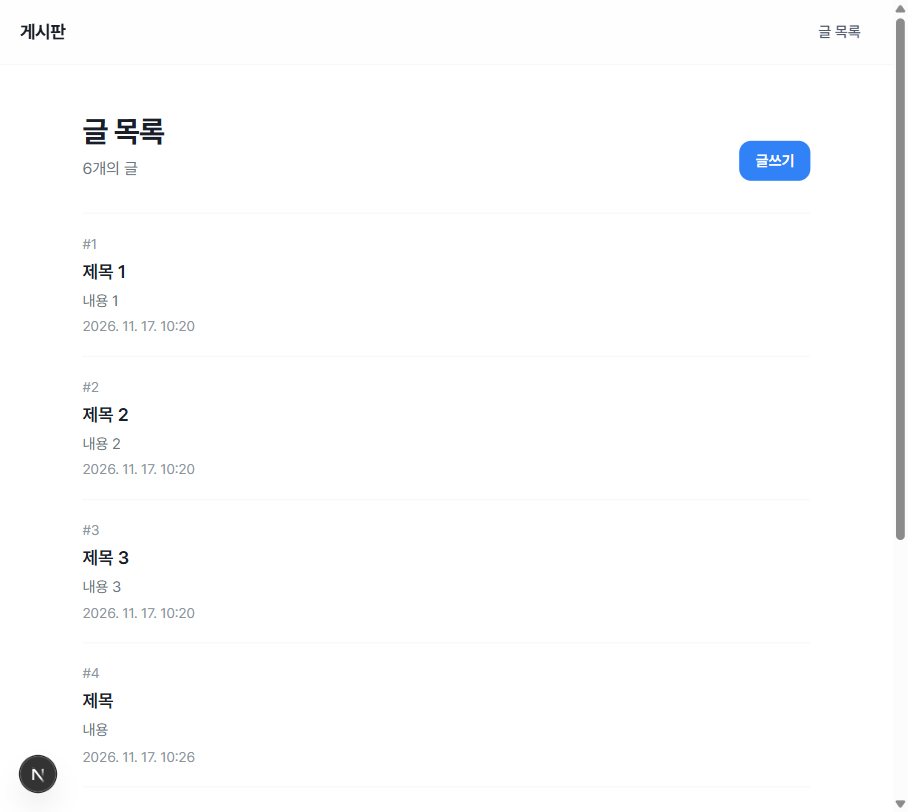 게시판
글 목록
글 목록
6개의 글
글쓰기
#1
제목 1
내용 1
2026. 11. 17. 10:20
#2
제목 2
내용 2
2026. 11. 17. 10:20
#3
제목 3
내용 3
2026. 11. 17. 10:20
#4
제목
내용
2026. 11. 17. 10:26
N